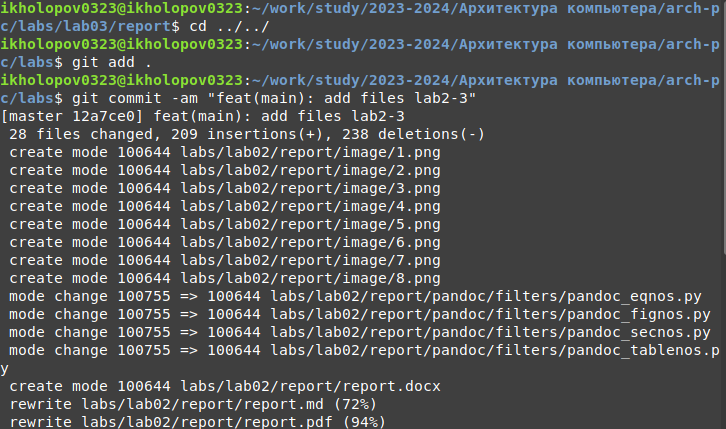 ikholopov0323@ikholopov0323:~/work/study/2023-2024/Архитектура компьютера/arch-p
c/labs/lab03/report$ cd ../../
ikholopov0323@ikholopov0323:~/work/study/2023-2024/Архитектура компьютера/arch-p
c/labs$ git add .
ikholopov0323@ikholopov0323:~/work/study/2023-2024/Архитектура компьютера/arch-p
c/labs$ git commit -am "feat(main): add files lab2-3"
[master 12a7ce0] feat(main): add files lab2-3
 28 files changed, 209 insertions(+), 238 deletions(-)
 create mode 100644 labs/lab02/report/image/1.png
 create mode 100644 labs/lab02/report/image/2.png
 create mode 100644 labs/lab02/report/image/3.png
 create mode 100644 labs/lab02/report/image/4.png
 create mode 100644 labs/lab02/report/image/5.png
 create mode 100644 labs/lab02/report/image/6.png
 create mode 100644 labs/lab02/report/image/7.png
 create mode 100644 labs/lab02/report/image/8.png
 mode change 100755 => 100644 labs/lab02/report/pandoc/filters/pandoc_eqnos.py
 mode change 100755 => 100644 labs/lab02/report/pandoc/filters/pandoc_fignos.py
 mode change 100755 => 100644 labs/lab02/report/pandoc/filters/pandoc_secnos.py
 mode change 100755 => 100644 labs/lab02/report/pandoc/filters/pandoc_tablenos.p
y
 create mode 100644 labs/lab02/report/report.docx
 rewrite labs/lab02/report/report.md (72%)
 rewrite labs/lab02/report/report.pdf (94%)